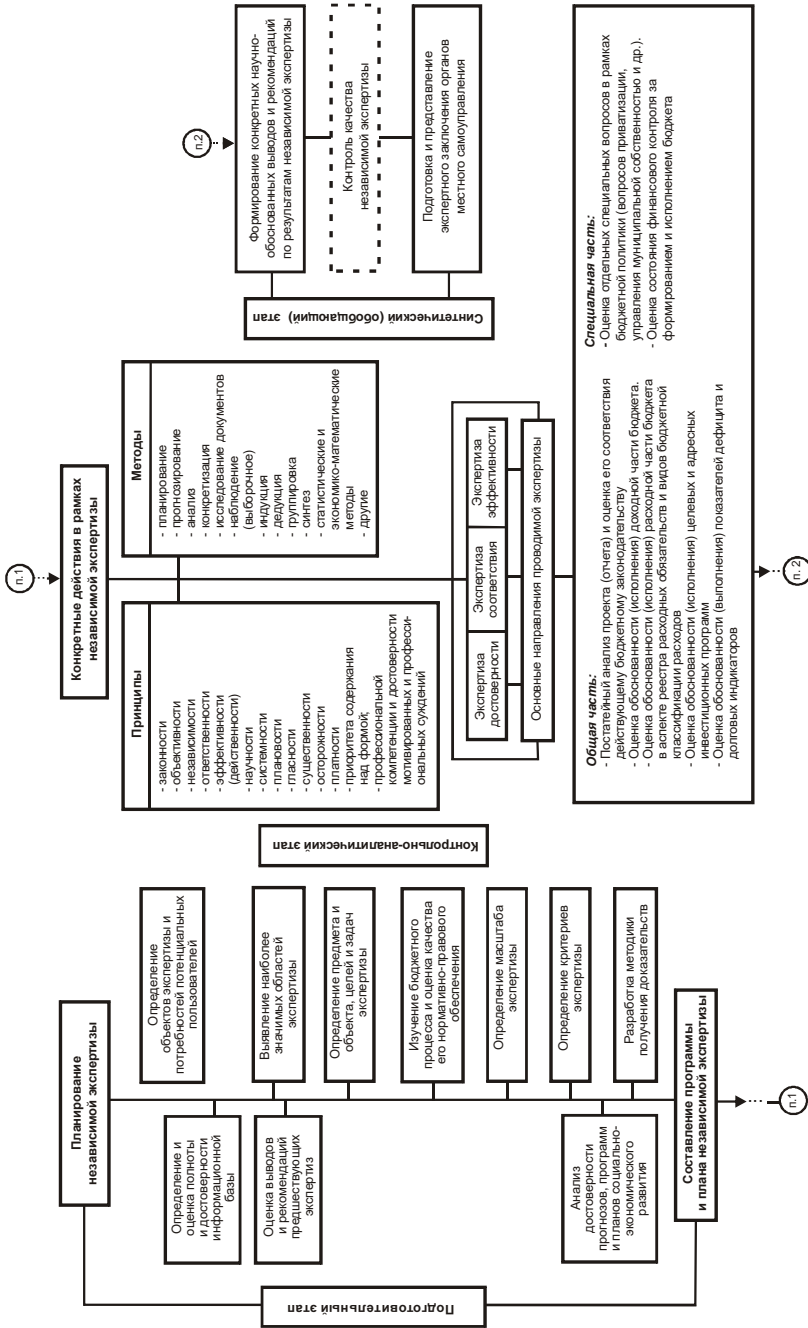 Подготовительный этап
Планирование
независимой экспертизы
Определение и
оценка полноты
и достоверности
информационной
базы
Оценка выводов
и рекомендаций
предшествующих
экспертиз
Анализ
достоверности
прогнозов, программ
и планов социально-
экономического
развития
Определение
объектов экспертизы и
потребностей потенциальных
пользователей
Выявление наиболее
значимых областей
экспертизы
Определение предмета и
объекта, целей и задач
экспертизы
Изучение бюджетного
процесса и оценка качества
его нормативно-правового
обеспечения
Определение масштаба
экспертизы
Определение критериев
экспертизы
Разработка методики
получения доказательств
Составление программы
и плана независимой экспертизы
п.1
Контрольно-аналитический этап
п.1
Конкретные действия в рамках
независимой экспертизы
Принципы
- законности
- объективности
- независимости
- ответственности
- эффективности
(действенности)
- научности
- системности
- плановости
- гласности
- существенности
- осторожности
- платности
- приоритета содержания
над формой;
- профессиональной
компетенции и достоверности
мотивированных и професси-
ональных суждений
Методы
- планирование
- прогнозирование
- анализ
- конкретизация
- исследование документов
- наблюдение
(выборочное)
- индукция
- дедукция
- группировка
- синтез
- статистические и
экономико-математические
методы
- другие
Экспертиза
достоверности
Экспертиза
соответствия
Экспертиза
эффективности
Основные направления проводимой экспертизы
Общая часть:
- Постатейный анализ проекта (отчета) и оценка его соответствия
действующему бюджетному законодательству
- Оценка обоснованности (исполнения) доходной части бюджета.
- Оценка обоснованности (исполнения) расходной части бюджета
в аспекте реестра расходных обязательств и видов бюджетной
классификации расходов
- Оценка обоснованности (исполнения) целевых и адресных
инвестиционных программ
- Оценка обоснованности (выполнения) показателей дефицита и
долговых индикаторов
Специальная часть:
- Оценка отдельных специальных вопросов в рамках
бюджетной политики (вопросов приватизации,
управления муниципальной собственностью и др.).
- Оценка состояния финансового контроля за
формированием и исполнением бюджета
п. 2
Синтетический (обобщающий) этап
п.2
Формирование конкретных научно-
обоснованных выводов и рекомендаций
по результатам независимой экспертизы
Контроль качества
независимой экспертизы
Подготовка и представление
экспертного заключения органов
местного самоуправления